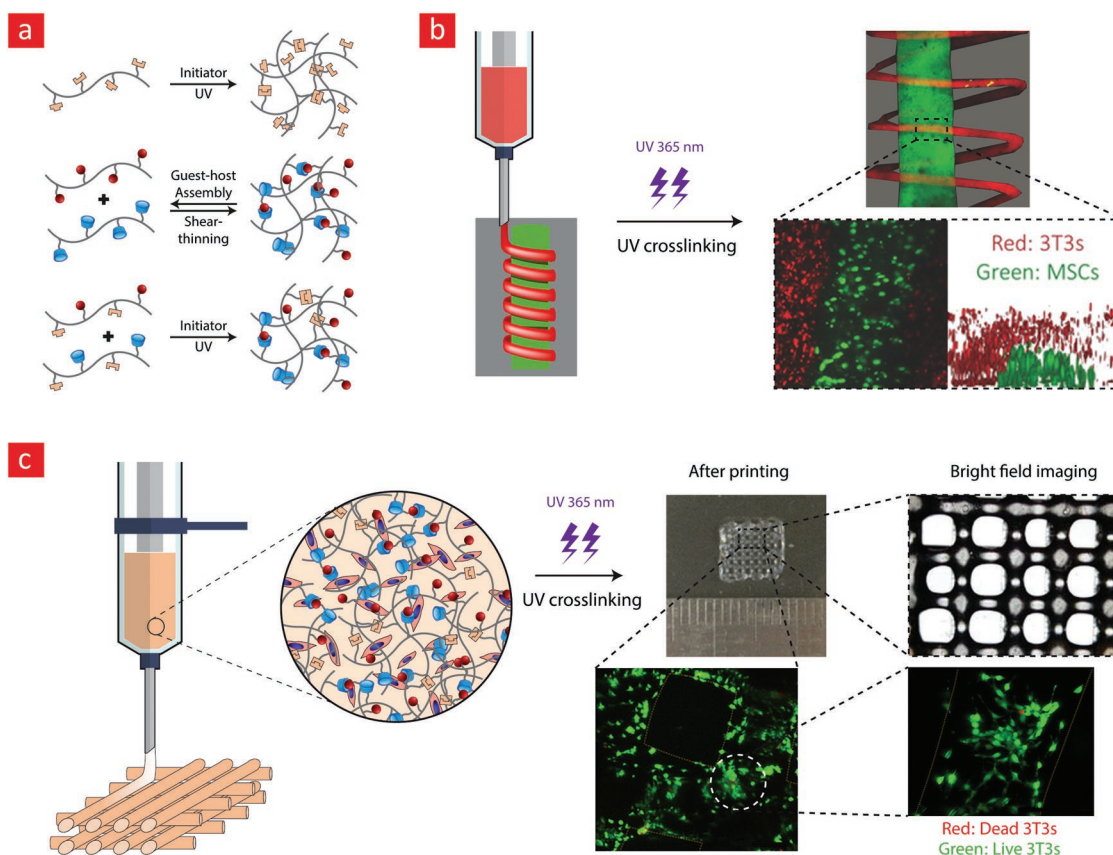 a
Initiator
UV
Guest-host
Assembly
Shear-
thinning
Initiator
UV
b
UV 365 nm
UV crosslinking
Red: 3T3s
Green: MSCs
c
UV 365 nm
UV crosslinking
After printing
Bright field imaging
Red: Dead 3T3s
Green: Live 3T3s